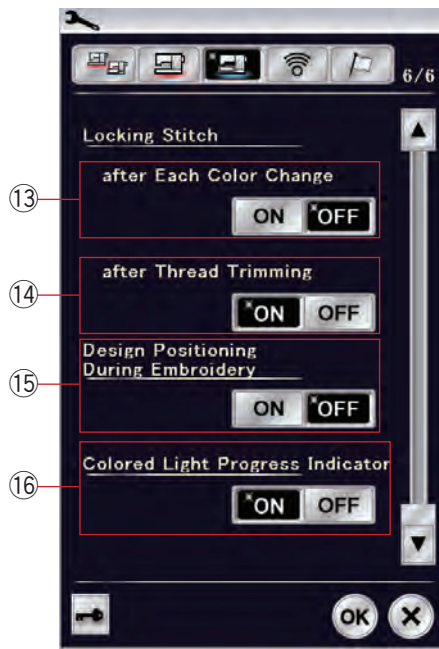 6/6
Locking Stitch
⑬ after Each Color Change
ON OFF
⑭ after Thread Trimming
ON OFF
⑮ Design Positioning
During Embroidery
ON OFF
⑯ Colored Light Progress Indicator
ON OFF
OK